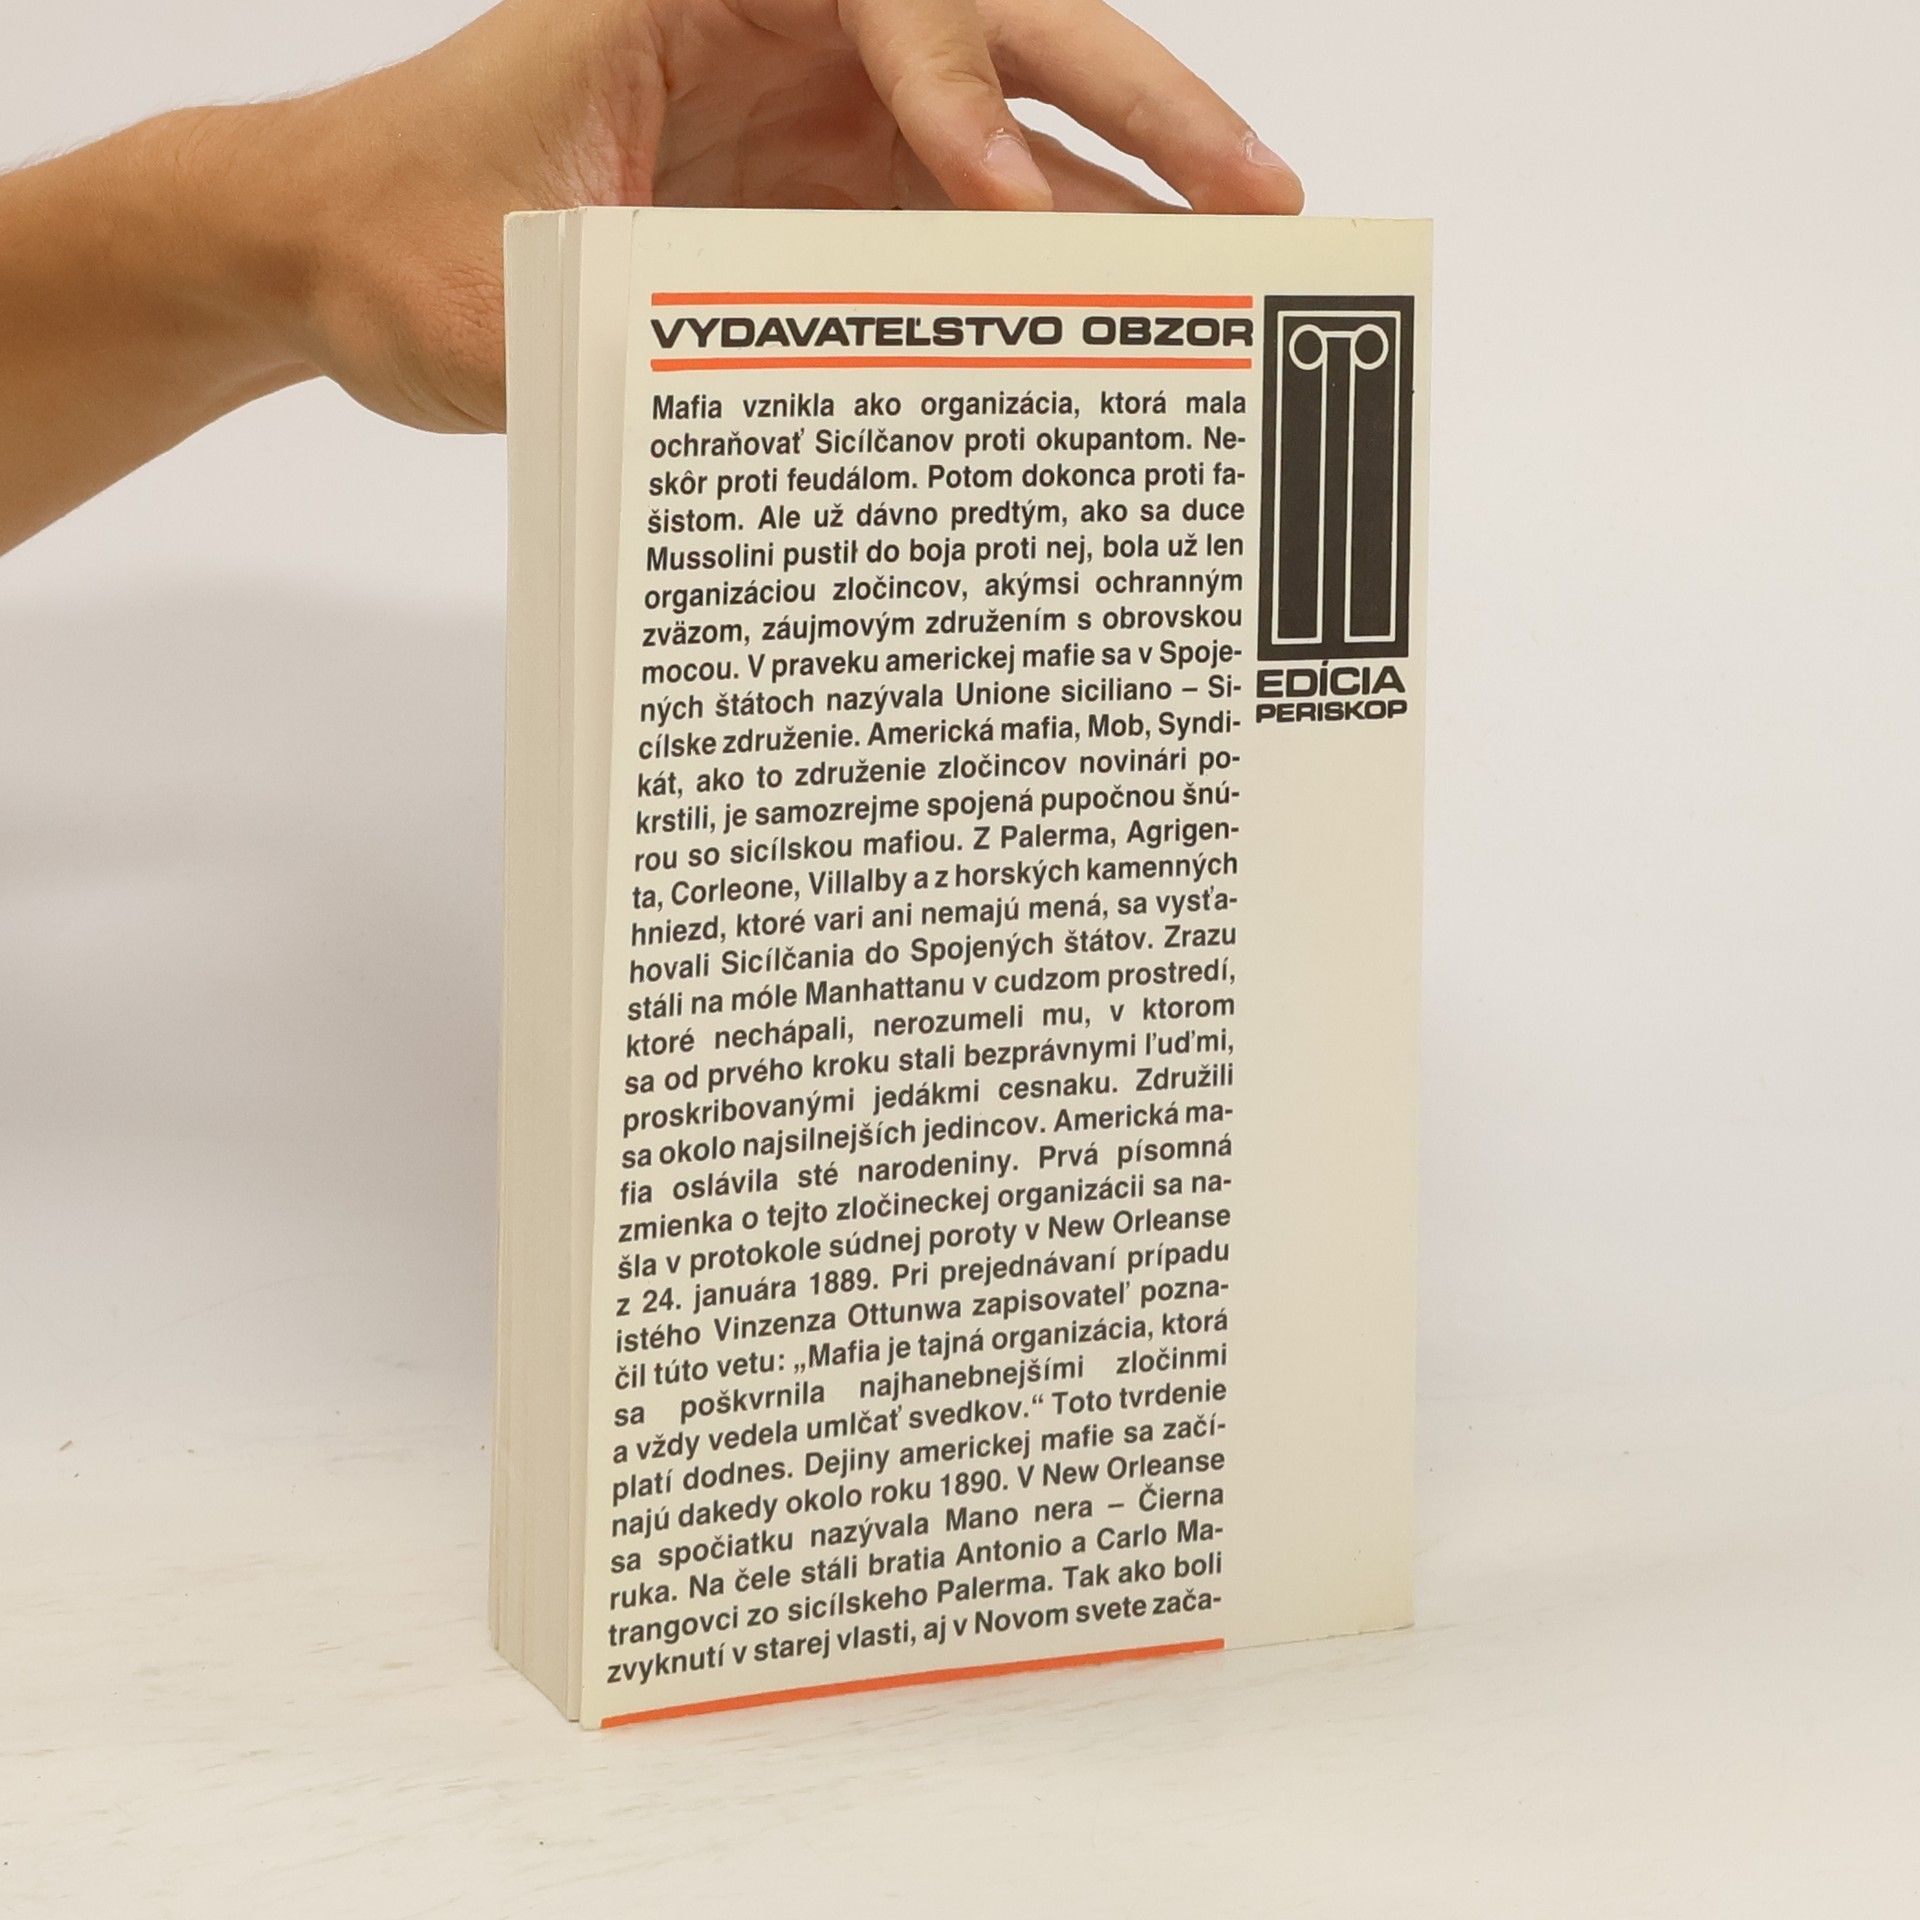 VYDAVATEĽSTVO OBZOR
Mafia vznikla ako organizácia, ktorá mala
ochraňovať Sicílčanov proti okupantom. Ne-
skôr proti feudálom. Potom dokonca proti fa-
šistom. Ale už dávno predtým, ako sa duce
Mussolini pustil do boja proti nej, bola už len
organizáciou zločincov, akýmsi ochranným
zväzom, záujmovým združením s obrovskou
mocou. V praveku americkej mafie sa v Spoje-
ných štátoch nazývala Unione siciliano – Si-
cílske združenie. Americká mafia, Mob, Syndi-
kát, ako to združenie zločincov novinári po-
krstili, je samozrejme spojená pupočnou šnú-
rou so sicílskou mafiou. Z Palerma, Agrigen-
ta, Corleone, Villalby a z horských kamenných
hniezd, ktoré vari ani nemajú mená, sa vysťa-
hovali Sicílčania do Spojených štátov. Zrazu
stáli na móle Manhattanu v cudzom prostredí,
ktoré nechápali, nerozumeli mu, v ktorom
sa od prvého kroku stali bezprávnymi ľuďmi,
proskribovanými jedákmi cesnaku. Združili
sa okolo najsilnejších jedincov. Americká ma-
fia oslávila sté narodeniny. Prvá písomná
zmienka o tejto zločineckej organizácii sa na-
šla v protokole súdnej poroty v New Orleanse
z 24. januára 1889. Pri prejednávaní prípadu
istého Vinzenza Ottunwa zapisovateľ pozna-
čil túto vetu: „Mafia je tajná organizácia, ktorá
sa poškvrnila najhanebnejšími zločinmi
a vždy vedela umlčať svedkov.“ Toto tvrdenie
platí dodnes. Dejiny americkej mafie sa začí-
najú dakedy okolo roku 1890. V New Orleanse
sa spočiatku nazývala Mano nera – Čierna
ruka. Na čele stáli bratia Antonio a Carlo Ma-
trangovci zo sicílskeho Palerma. Tak ako boli
zvyknutí v starej vlasti, aj v Novom svete zača-
EDÍCIA
PERISKOP